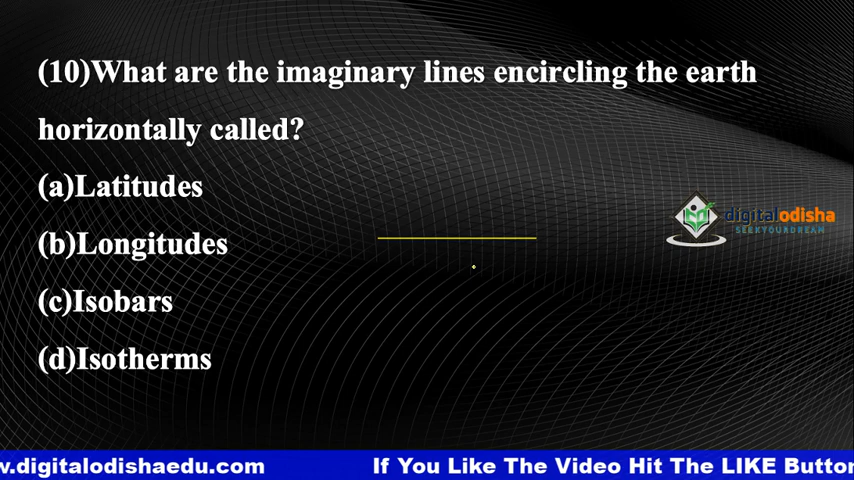 (10)What are the imaginary lines encircling the earth
horizontally called?
(a)Latitudes
(b)Longitudes
(c)Isobars
(d)Isotherms
digitalodisha
SEEKYOURDREAM
w.digitalodishaedu.com If You Like The Video Hit The LIKE Button